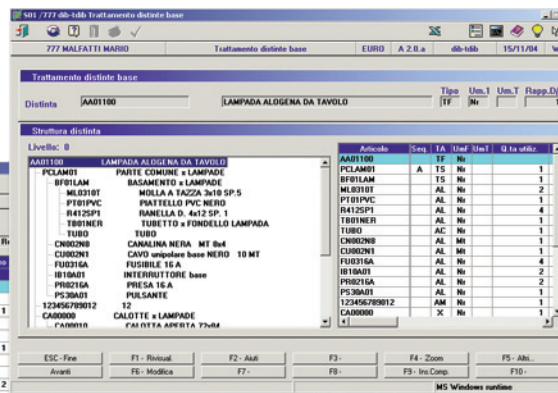 S01 /777 dib-tdib Trattamento distinte base
777 MALFATTI MARIO Trattamento distinte base EURO A 2.0.a dib-tdib 15/11/04
Trattamento distinte base
Tipo Um.1 Um.T Rapp.D/
Distinta AA01100 LAMPADA ALOGENA DA TAVOLO TF Nr
Struttura distinta
Livello: 0
Articolo Seq. TA UmF UmT Q.ta utiliz.
AA01100 LAMPADA ALOGENA DA TAVOLO
PCLAM01 PARTE COMUNE x LAMPADE
BF01LAM BASAMENTO x LAMPADE
ML0310T MOLLA A TAZZA 3x10 SP.5
PT01PVC PIATTELLO PVC NERO
R412SP1 RANELLA D. 4x12 SP. 1
TB01NER TUBETTO x FONDELLO LAMPADA
TUBO TUBO
CN002N8 CANALINA NERA MT 8x4
CU002N1 CAVO unipolare base NERO 10 MT
FU0316A FUSIBILE 16 A
IB10A01 INTERRUTTORE base
PR0216A PRESA 16 A
PS30A01 PULSANTE
123456789012 12
CA00000 CALOTTE x LAMPADE
CA00010 CALOTTA APERTA 72x84
AA01100 TF Nr
PCLAM01 A TS Nr 1
BF01LAM TS Nr 1
ML0310T AL Nr 2
PT01PVC AL Nr 1
R412SP1 AL Nr 4
TB01NER AL Nr 1
TUBO AC Nr 1
CN002N8 AL Mt 1
CU002N1 AL Mt 1
FU0316A AL Nr 4
IB10A01 AL Nr 2
PR0216A AL Nr 2
PS30A01 AL Nr 1
123456789012 AM Nr 1
CA00000 X Nr 1
ESC - Fine F1 - Rivisual. F2 - Aiuti F3 - F4 - Zoom F5 - Altri...
Avanti F6 - Modifica F7 - F8 - F9 - Ins.Comp. F10 -
MS Windows runtime
1
1
2